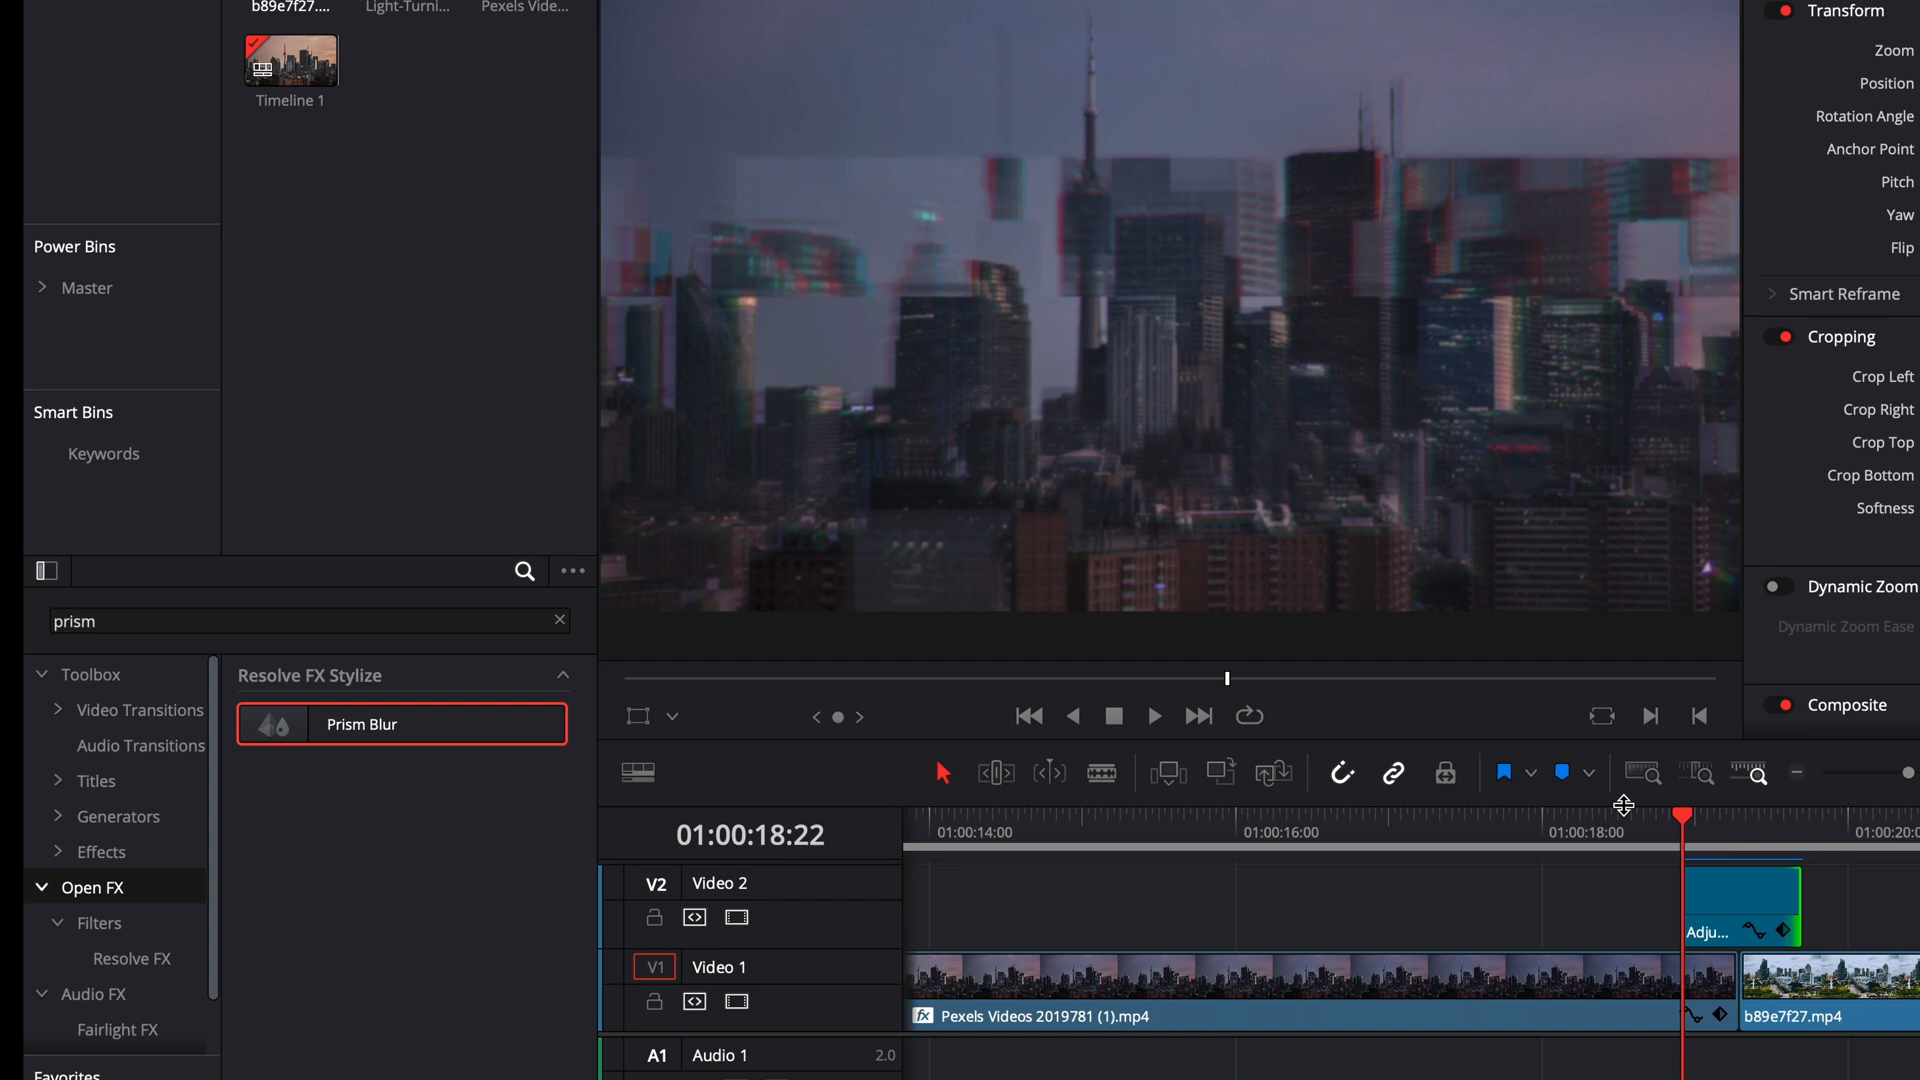 b89e7f27....
Light-Turni...
Pexels Vide...
Timeline 1
Power Bins
Master
Smart Bins
Keywords
prism
Toolbox
Video Transitions
Audio Transitions
Titles
Generators
Effects
Open FX
Filters
Resolve FX
Audio FX
Fairlight FX
Favorites
Resolve FX Stylize
Prism Blur
Transform
Zoom
Position
Rotation Angle
Anchor Point
Pitch
Yaw
Flip
Smart Reframe
Cropping
Crop Left
Crop Right
Crop Top
Crop Bottom
Softness
Dynamic Zoom
Dynamic Zoom Ease
Composite
01:00:18:22
01:00:14:00
01:00:16:00
01:00:18:00
01:00:20:0
V2 Video 2
Adju...
V1 Video 1
fx Pexels Videos 2019781 (1).mp4
b89e7f27.mp4
A1 Audio 1 2.0